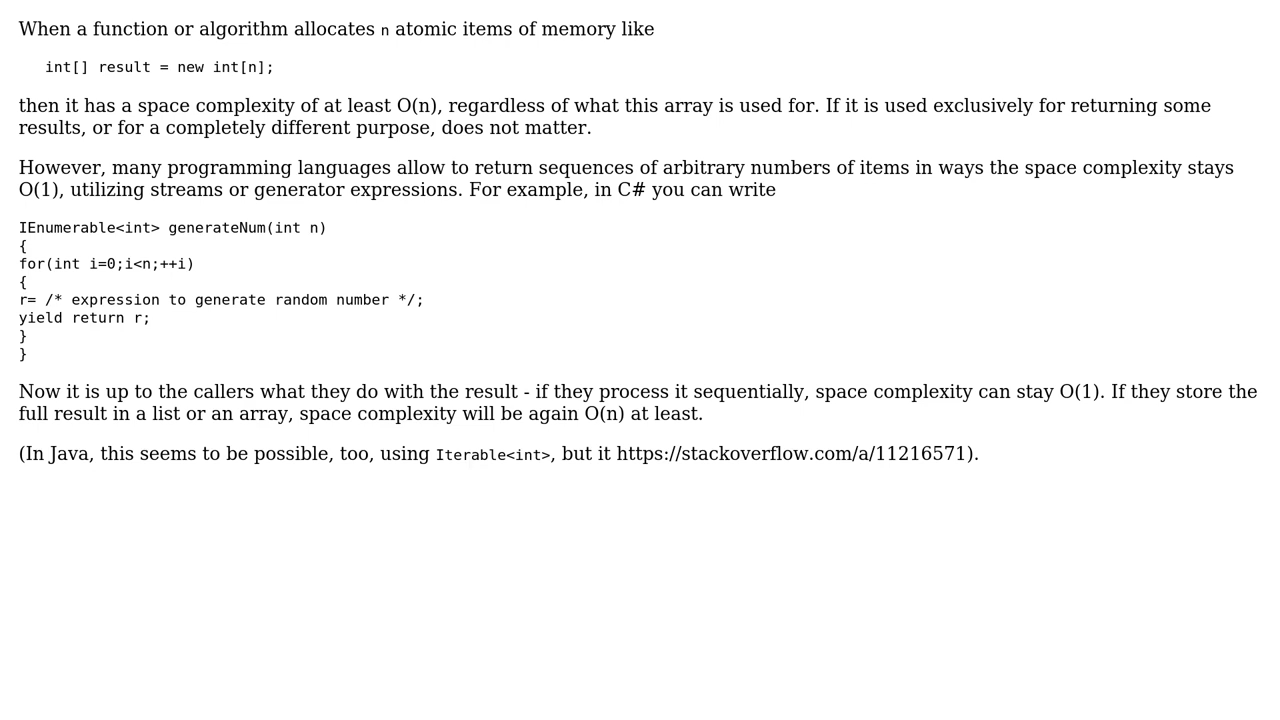 When a function or algorithm allocates n atomic items of memory like
int[] result = new int[n];
then it has a space complexity of at least O(n), regardless of what this array is used for. If it is used exclusively for returning some
results, or for a completely different purpose, does not matter.
However, many programming languages allow to return sequences of arbitrary numbers of items in ways the space complexity stays
O(1), utilizing streams or generator expressions. For example, in C# you can write
IEnumerable<int> generateNum(int n)
{
for(int i=0;i<n;++i)
{
r= /* expression to generate random number */;
yield return r;
}
}
Now it is up to the callers what they do with the result - if they process it sequentially, space complexity can stay O(1). If they store the
full result in a list or an array, space complexity will be again O(n) at least.
(In Java, this seems to be possible, too, using Iterable<int>, but it https://stackoverflow.com/a/11216571).